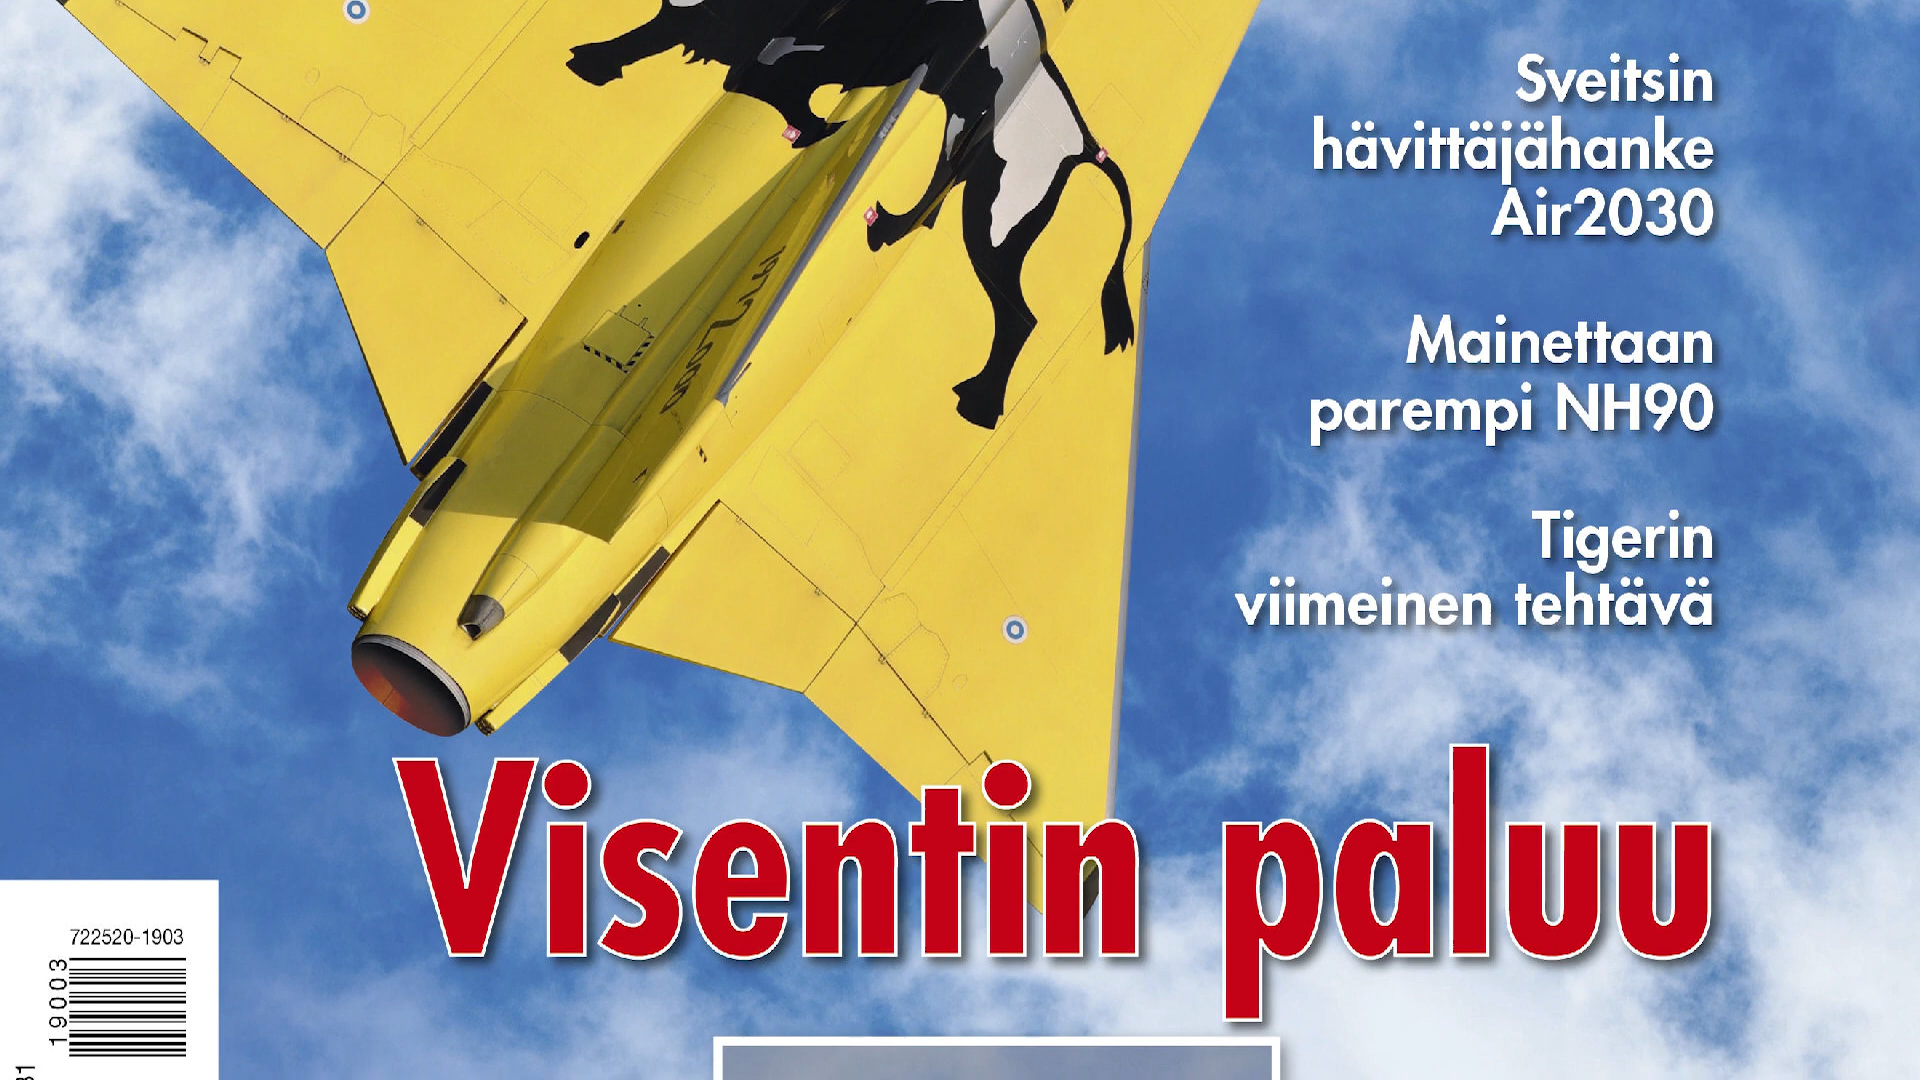 Sveitsin
hävittäjähanke
Air2030
Mainettaan
parempi NH90
Tigerin
viimeinen tehtävä
Visentin paluu
722520-1903
19003